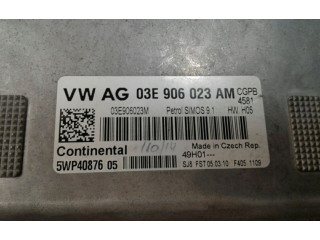 VW AG 03E 906 023 AM CGPB
4581
03E906023M Petrol SIMOS 9.1 HW: H05
Continental Made in Czech Rep.
5WP40876 05 49H01---
SJ8 FST 05.03.10 F405 1109